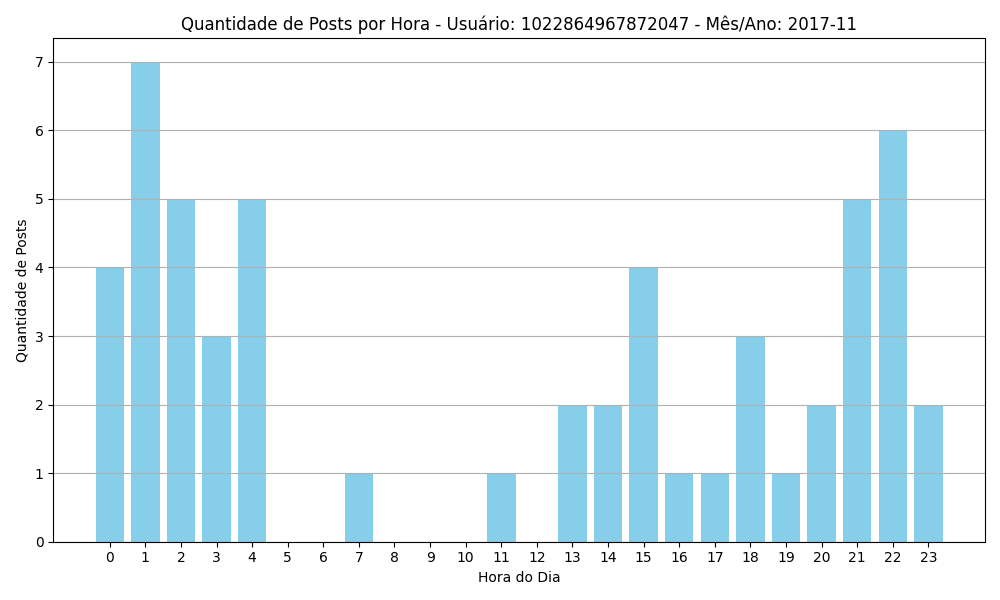 Quantidade de Posts por Hora - Usuário: 1022864967872047 - Mês/Ano: 2017-11
Quantidade de Posts
7
6
5
4
3
2
1
0
0 1 2 3 4 5 6 7 8 9 10 11 12 13 14 15 16 17 18 19 20 21 22 23
Hora do Dia